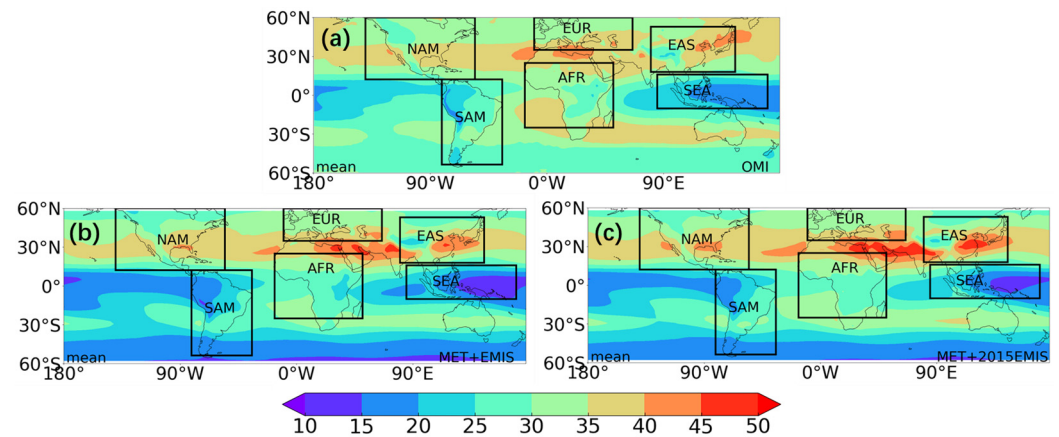 60°N
(a)
EUR
NAM
EAS
30°N
AFR
0°
SEA
SAM
30°S
mean
OMI
60°S
180°
90°W
0°W
90°E
60°N
(b)
EUR
NAM
EAS
30°N
AFR
0°
SEA
SAM
30°S
mean
MET+EMIS
60°S
180°
90°W
0°W
90°E
60°N
(c)
EUR
NAM
EAS
30°N
AFR
0°
SEA
SAM
30°S
mean
MET+2015EMIS
60°S
180°
90°W
0°W
90°E
10 15 20 25 30 35 40 45 50